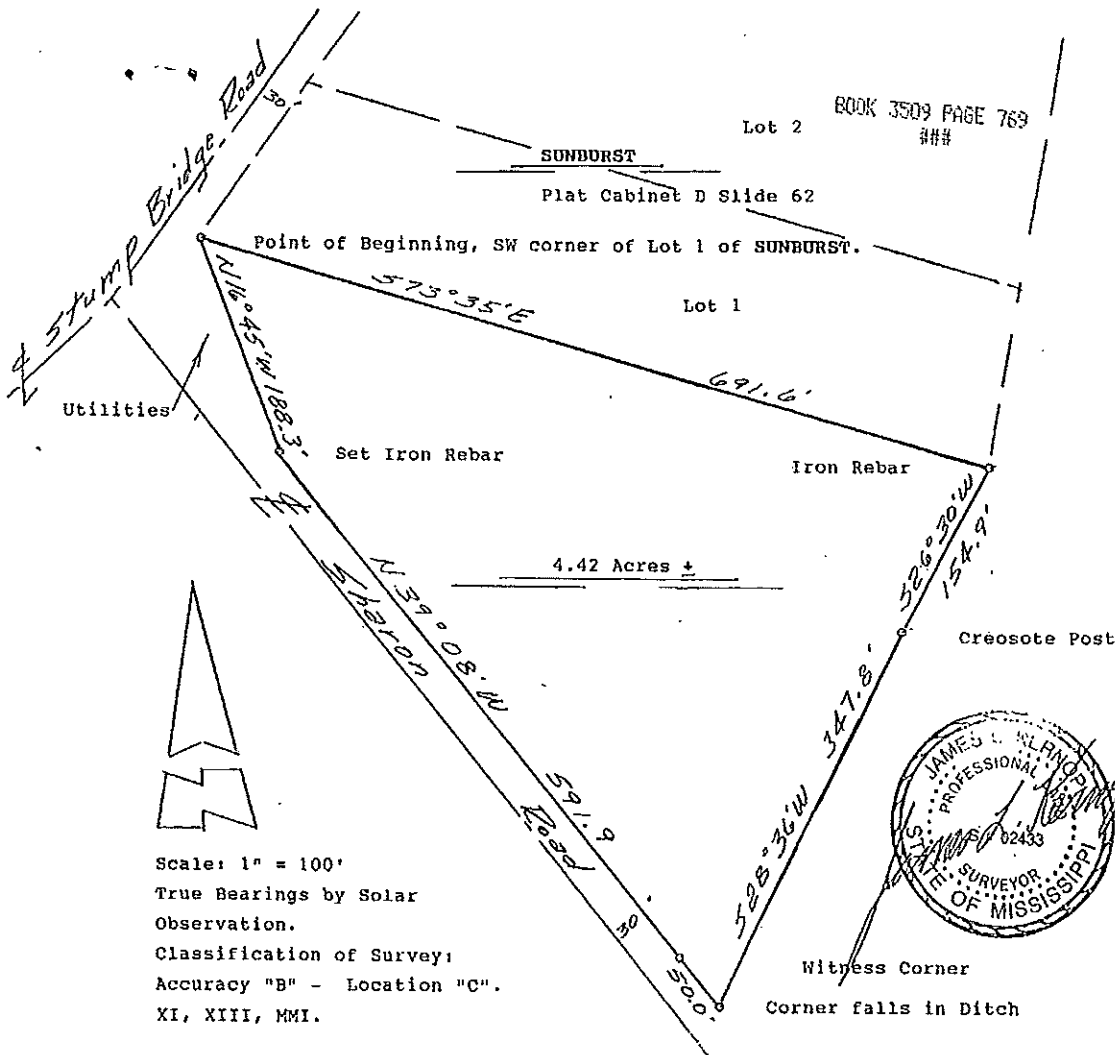 BOOK 3509 PAGE 769
###
Stump Bridge Road
30'
Lot 2
SUNBURST
Plat Cabinet D Slide 62
Point of Beginning, SW corner of Lot 1 of SUNBURST.
S73°35'E
691.6'
Lot 1
N16°45'W 188.3'
Utilities
Set Iron Rebar
Iron Rebar
S26°30'W
154.9'
4.42 Acres ±
Creosote Post
N39°08'W
591.9
Sharon Road
S28°36'W 347.8'
30
50.0'
JAMES
PROFESSIONAL
02433
SURVEYOR
STATE OF MISSISSIPPI
Witness Corner
Corner falls in Ditch
Scale: 1" = 100'
True Bearings by Solar
Observation.
Classification of Survey:
Accuracy "B" - Location "C".
XI, XIII, MMI.